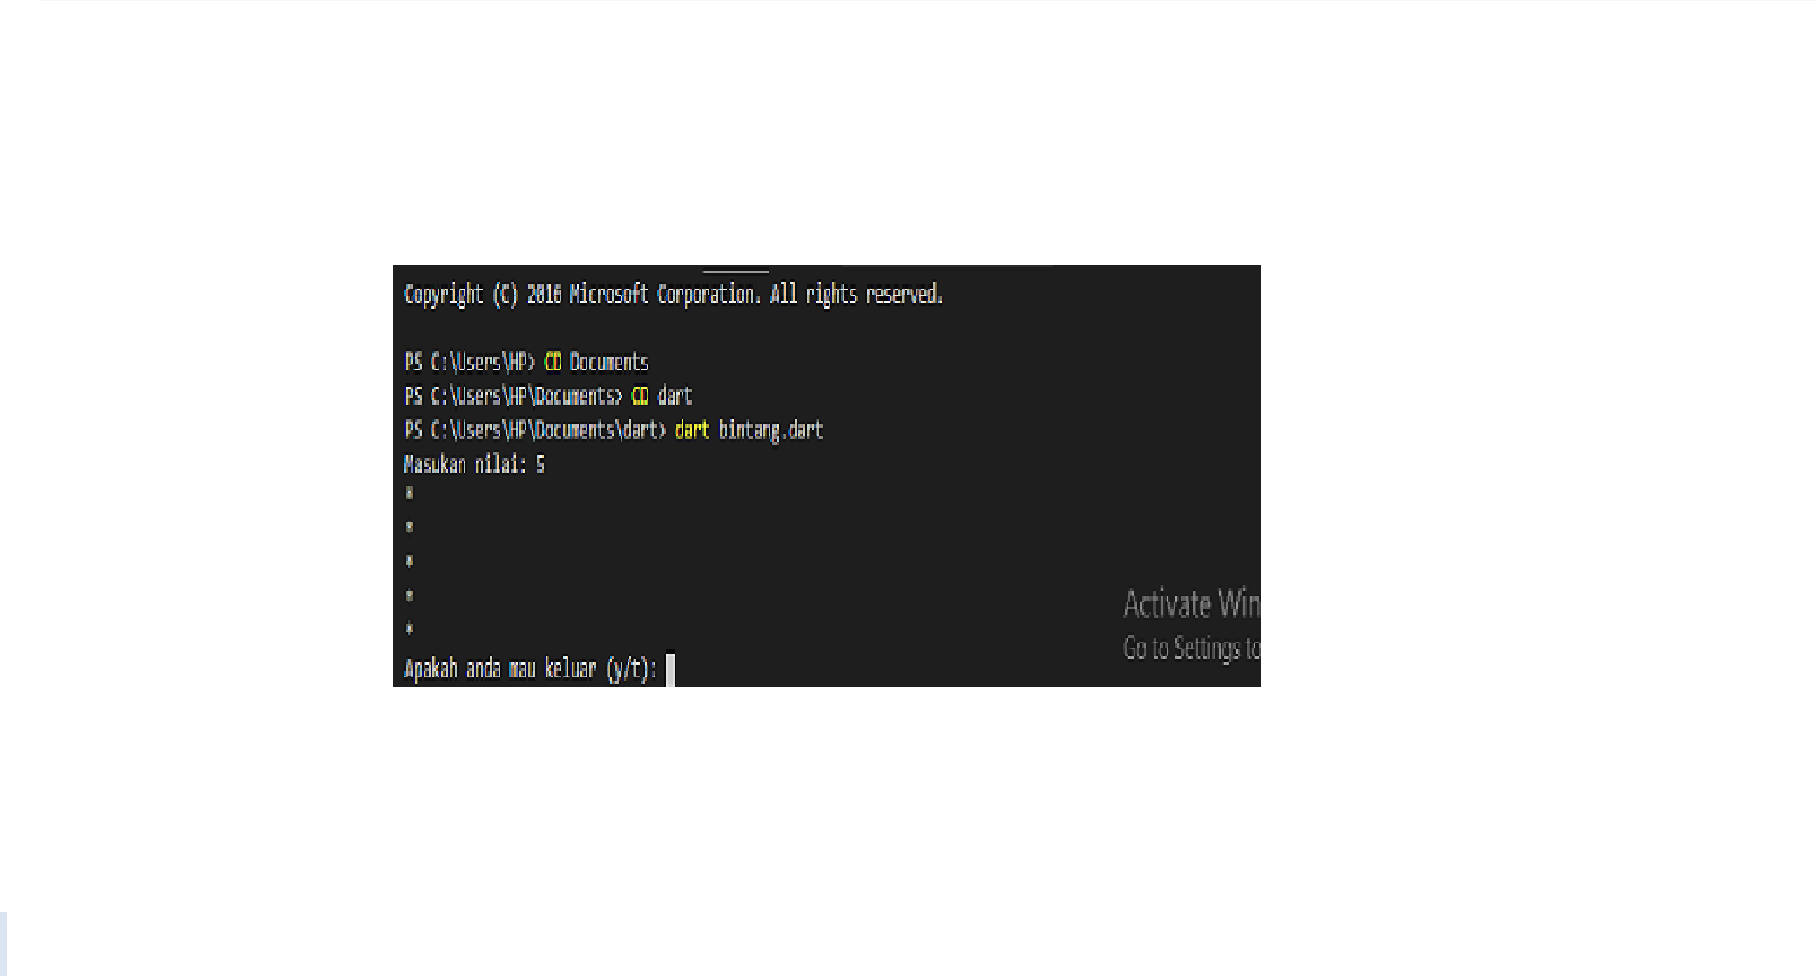 Copyright (C) 2016 Microsoft Corporation. All rights reserved.
PS C:\Users\HP> CD Documents
PS C:\Users\HP\Documents> CD dart
PS C:\Users\HP\Documents\dart> dart bintang.dart
Masukan nilai: 5
*
*
*
*
*
Activate Win
Go to Settings to
Apakah anda mau keluar (y/t):